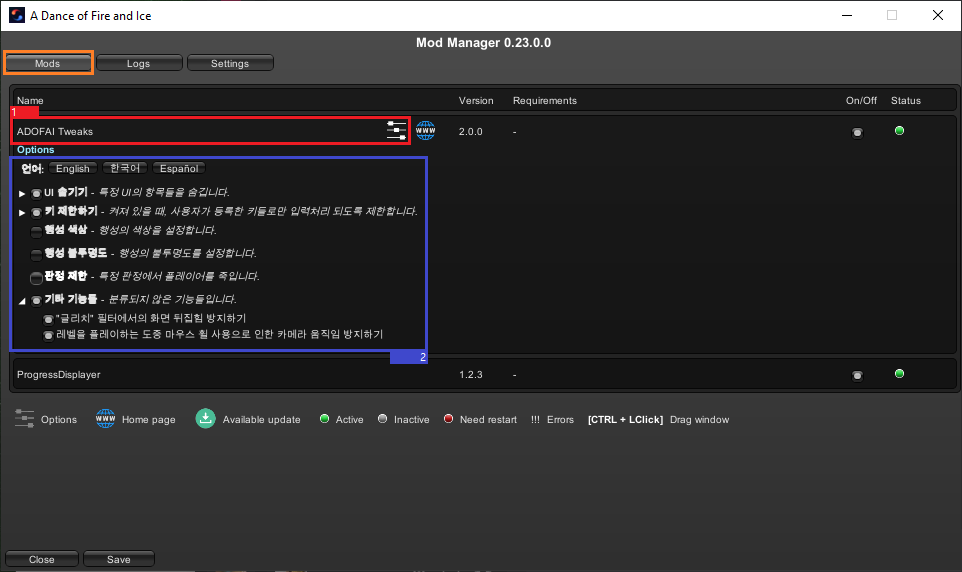 A Dance of Fire and Ice
Mod Manager 0.23.0.0
Mods Logs Settings
Name Version Requirements On/Off Status
1
ADOFAI Tweaks WWW 2.0.0 -
Options
언어: English 한국어 Español
UI 숨기기 - 특정 UI의 항목들을 숨깁니다.
키 제한하기 - 켜져 있을 때, 사용자가 등록한 키들로만 입력처리 되도록 제한합니다.
행성 색상 - 행성의 색상을 설정합니다.
행성 불투명도 - 행성의 불투명도를 설정합니다.
판정 제한 - 특정 판정에서 플레이어를 죽입니다.
기타 기능들 - 분류되지 않은 기능들입니다.
"글리치" 필터에서의 화면 뒤집힘 방지하기
레벨을 플레이하는 도중 마우스 휠 사용으로 인한 카메라 움직임 방지하기
2
ProgressDisplayer 1.2.3 -
Options WWW Home page Available update Active Inactive Need restart !!! Errors [CTRL + LClick] Drag window
Close Save